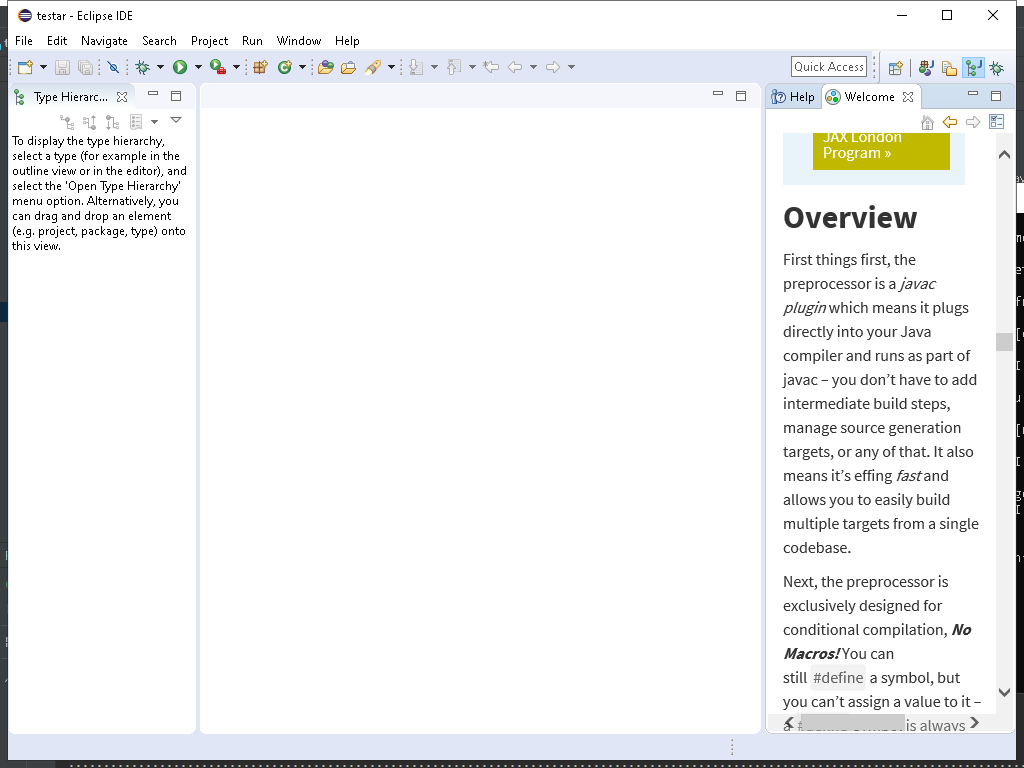 testar - Eclipse IDE
File Edit Navigate Search Project Run Window Help
Quick Access
Type Hierarc...
Help Welcome
To display the type hierarchy,
select a type (for example in the
outline view or in the editor), and
select the 'Open Type Hierarchy'
menu option. Alternatively, you
can drag and drop an element
(e.g. project, package, type) onto
this view.
JAX London
Program »
Overview
First things first, the
preprocessor is a javac
plugin which means it plugs
directly into your Java
compiler and runs as part of
javac – you don’t have to add
intermediate build steps,
manage source generation
targets, or any of that. It also
means it’s effing fast and
allows you to easily build
multiple targets from a single
codebase.
Next, the preprocessor is
exclusively designed for
conditional compilation, No
Macros! You can
still #define a symbol, but
you can’t assign a value to it –
is always